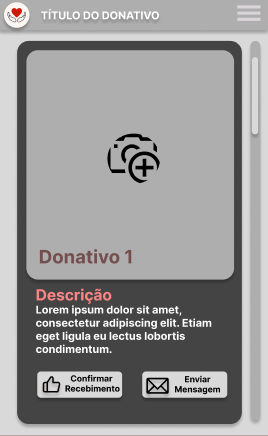 TÍTULO DO DONATIVO
Donativo 1
Descrição
Lorem ipsum dolor sit amet,
consectetur adipiscing elit. Etiam
eget ligula eu lectus lobortis
condimentum.
Confirmar
Recebimento
Enviar
Mensagem